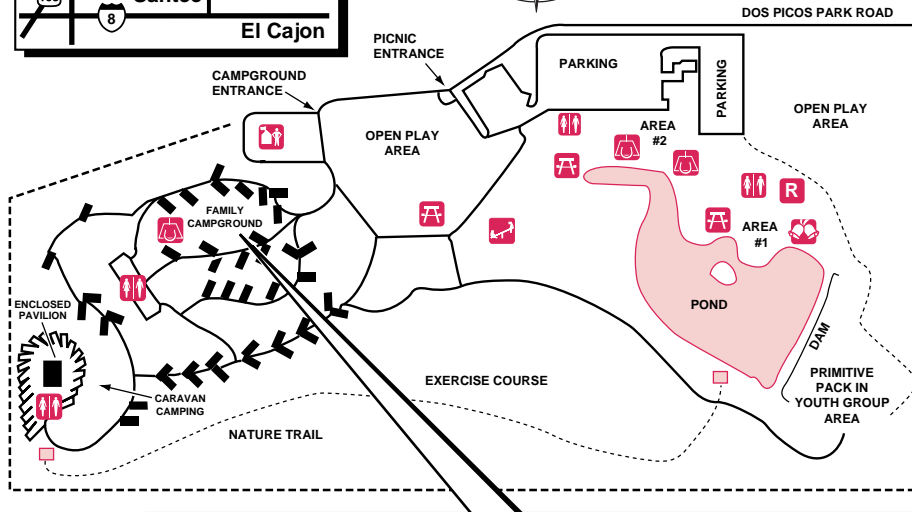 Santee
8
El Cajon
DOS PICOS PARK ROAD
PICNIC
ENTRANCE
CAMPGROUND
ENTRANCE
PARKING
PARKING
OPEN PLAY
AREA
AREA
#2
OPEN PLAY
AREA
R
AREA
#1
FAMILY
CAMPGROUND
POND
DAM
ENCLOSED
PAVILION
PRIMITIVE
PACK IN
YOUTH GROUP
AREA
EXERCISE COURSE
CARAVAN
CAMPING
NATURE TRAIL